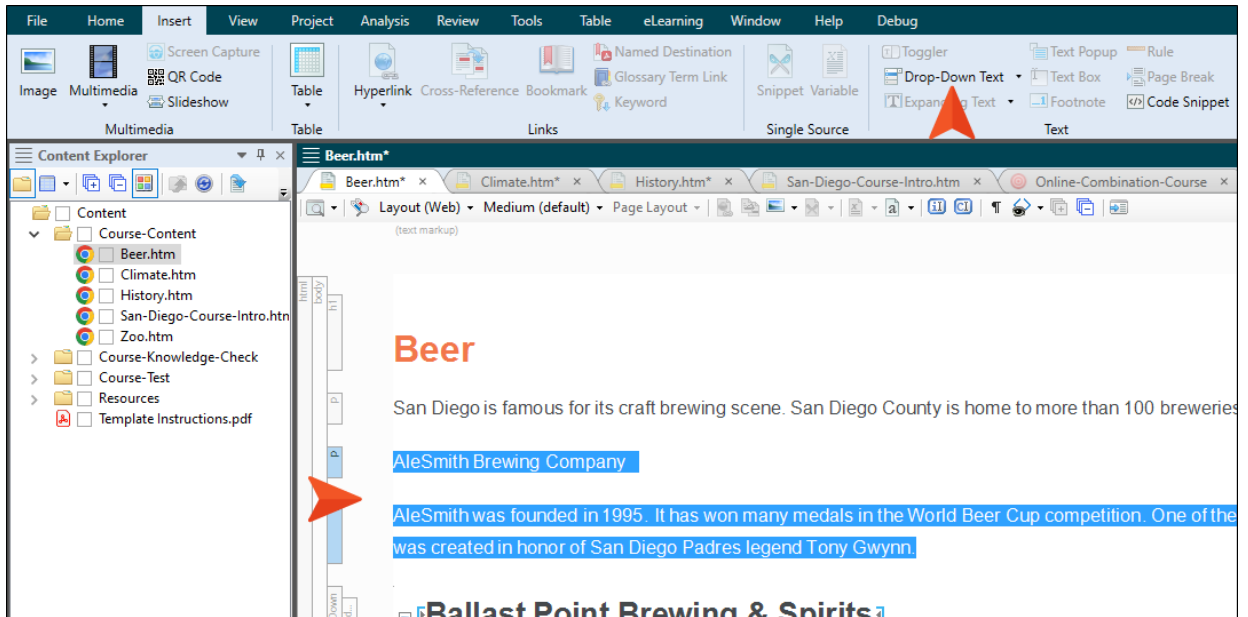 File Home Insert View Project Analysis Review Tools Table eLearning Window Help Debug
Screen Capture Named Destination Toggler Text Popup Rule
QR Code Glossary Term Link Drop-Down Text Text Box Page Break
Image Multimedia Slideshow Table Hyperlink Cross-Reference Bookmark Keyword Snippet Variable Text Footnote Code Snippet
Multimedia Table Links Single Source Text
Content Explorer Beer.htm*
Beer.htm* Climate.htm* History.htm* San-Diego-Course-Intro.htm Online-Combination-Course
Layout (Web) Medium (default) Page Layout
Content
Course-Content
Beer.htm
Climate.htm
History.htm
San-Diego-Course-Intro.htn
Zoo.htm
Course-Knowledge-Check
Course-Test
Resources
Template Instructions.pdf
(text markup)
html
body
h1
Beer
p
San Diego is famous for its craft brewing scene. San Diego County is home to more than 100 breweries
p
AleSmith Brewing Company
AleSmith was founded in 1995. It has won many medals in the World Beer Cup competition. One of the
was created in honor of San Diego Padres legend Tony Gwynn.
Ballast Point Brewing & Spirits